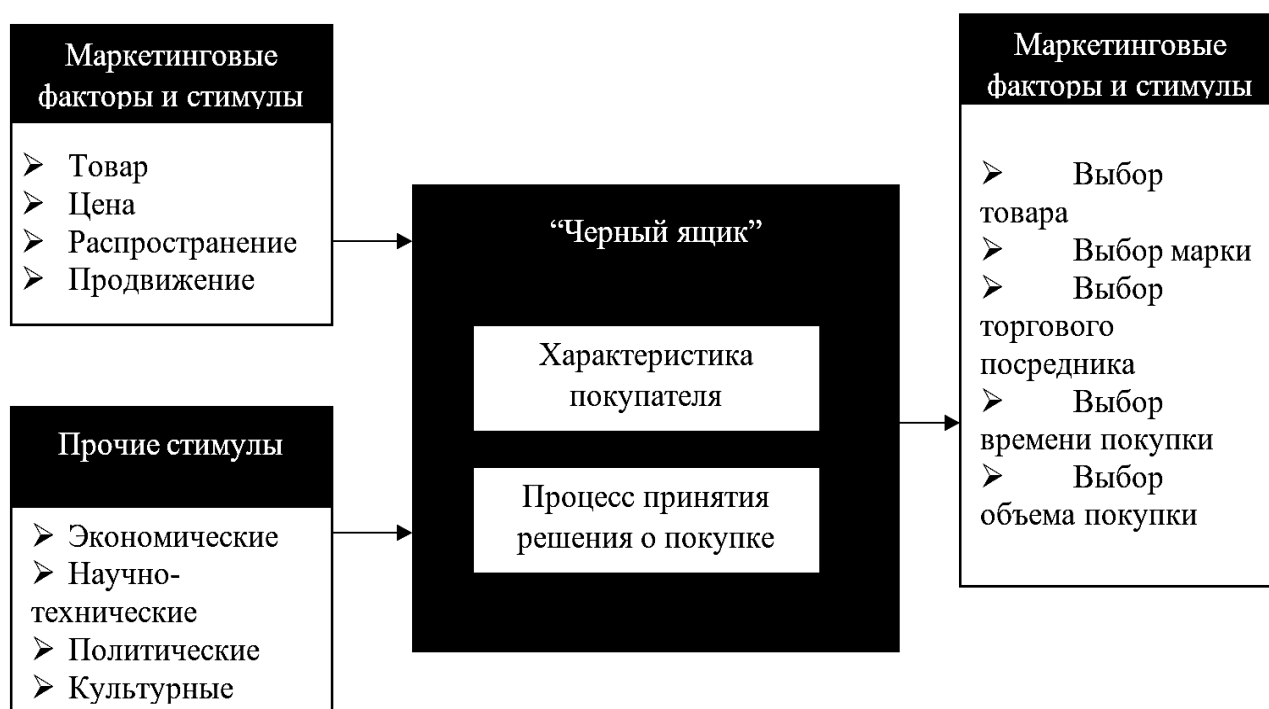 Маркетинговые
факторы и стимулы
➢ Товар
➢ Цена
➢ Распространение
➢ Продвижение
Прочие стимулы
➢ Экономические
➢ Научно-
технические
➢ Политические
➢ Культурные
“Черный ящик”
Характеристика
покупателя
Процесс принятия
решения о покупке
Маркетинговые
факторы и стимулы
➢ Выбор
товара
➢ Выбор марки
➢ Выбор
торгового
посредника
➢ Выбор
времени покупки
➢ Выбор
объема покупки